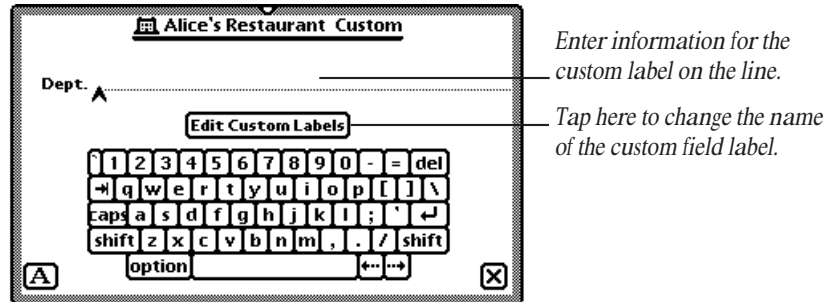 Alice's Restaurant Custom
Enter information for the
custom label on the line.
Dept.
Tap here to change the name
of the custom field label.
Edit Custom Labels
` 1 2 3 4 5 6 7 8 9 0 - = del
q w e r t y u i o p [ ] \
caps a s d f g h j k l ; '
shift z x c v b n m , . / shift
option
A